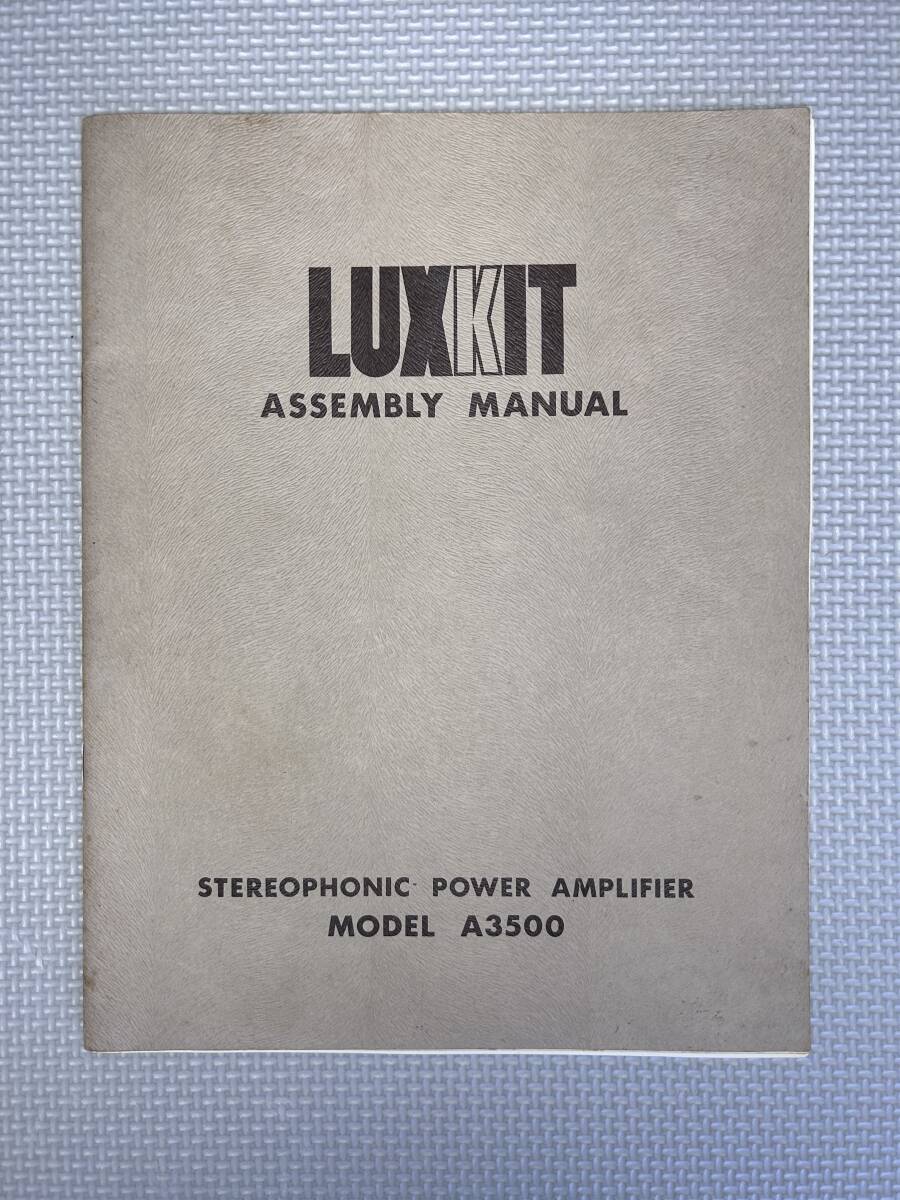 LUXKIT
ASSEMBLY MANUAL
STEREOPHONIC POWER AMPLIFIER
MODEL A3500